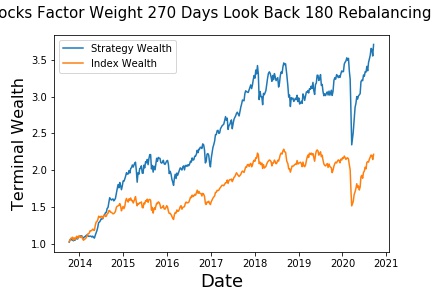 ocks Factor Weight 270 Days Look Back 180 Rebalancing
Strategy Wealth
Index Wealth
Terminal Wealth
3.5
3.0
2.5
2.0
1.5
1.0
2014 2015 2016 2017 2018 2019 2020 2021
Date